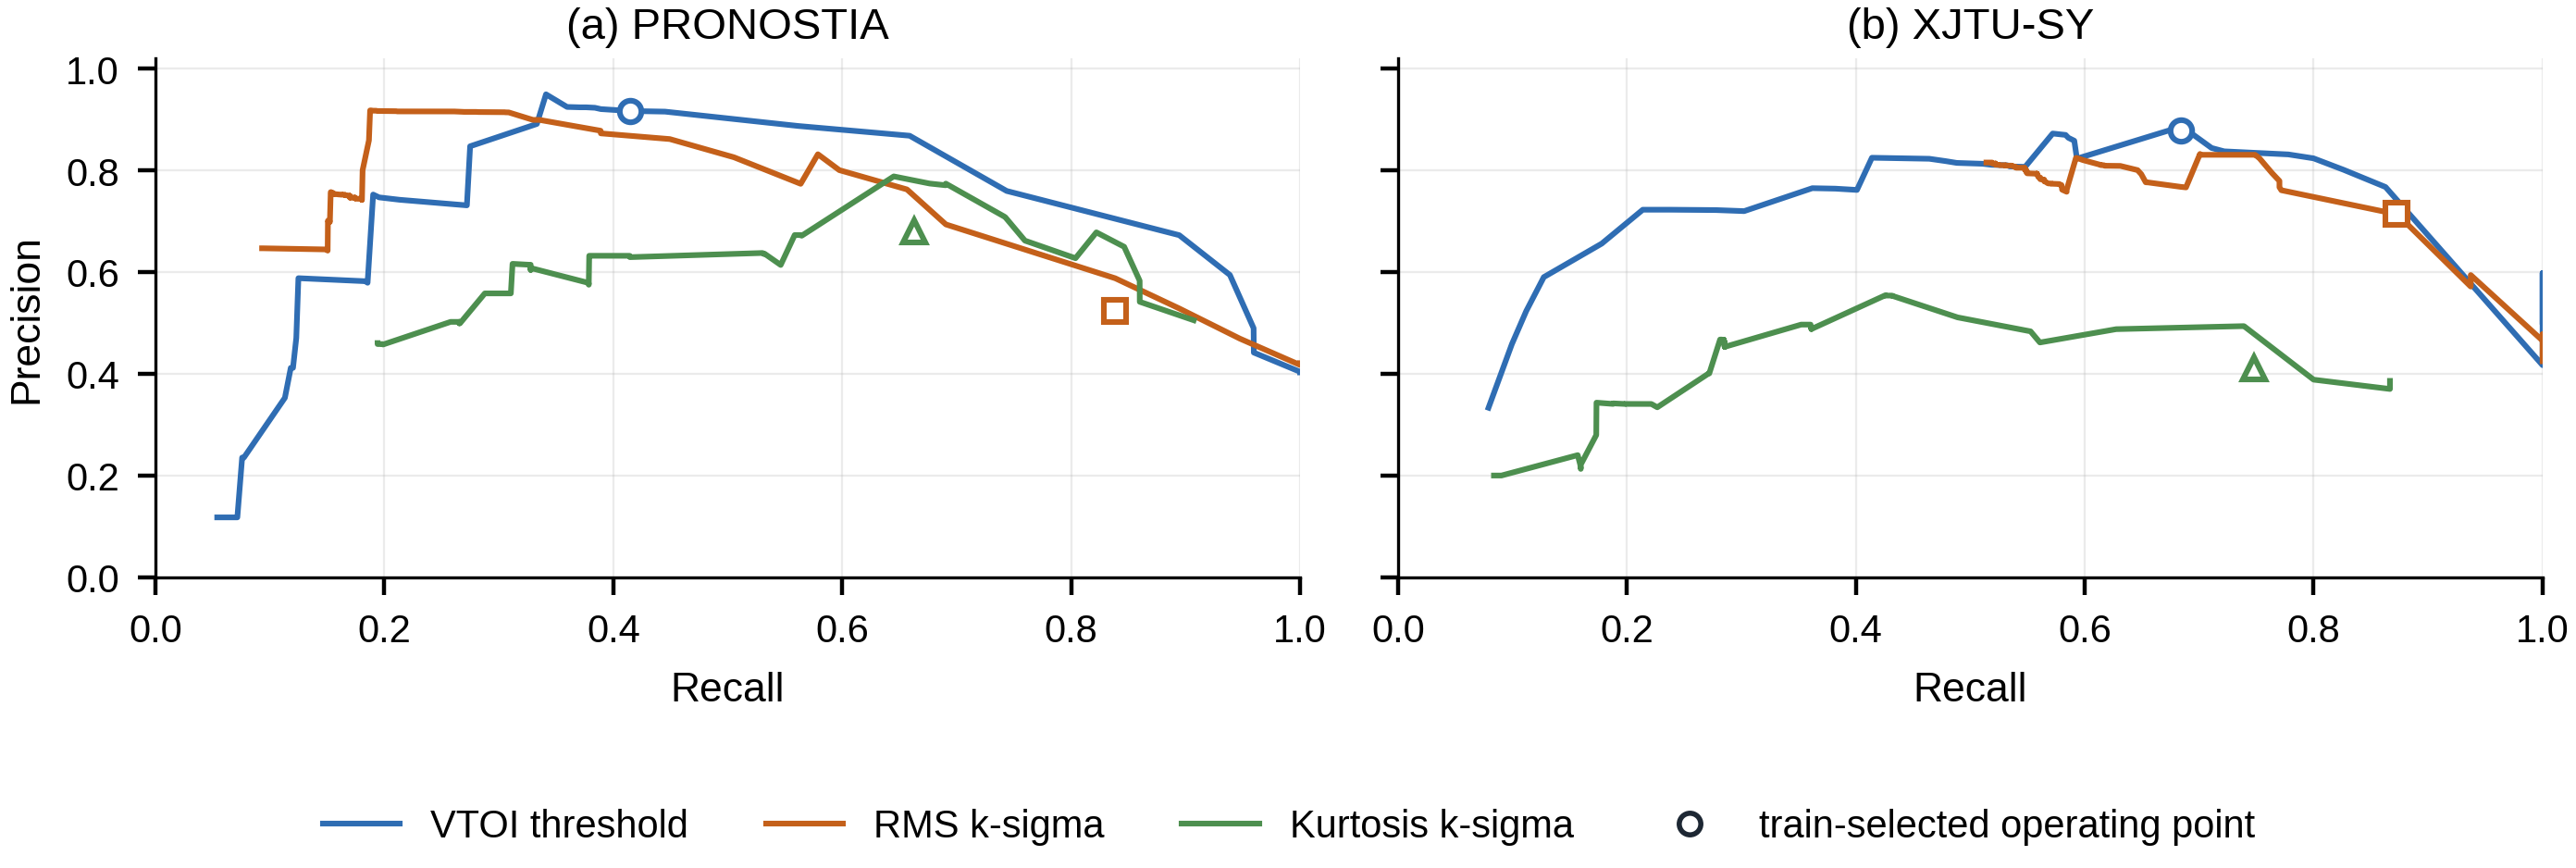 (a) PRONOSTIA
(b) XJTU-SY
Precision
1.0
0.8
0.6
0.4
0.2
0.0
0.0 0.2 0.4 0.6 0.8 1.0
0.0 0.2 0.4 0.6 0.8 1.0
Recall
Recall
VTOI threshold
RMS k-sigma
Kurtosis k-sigma
train-selected operating point